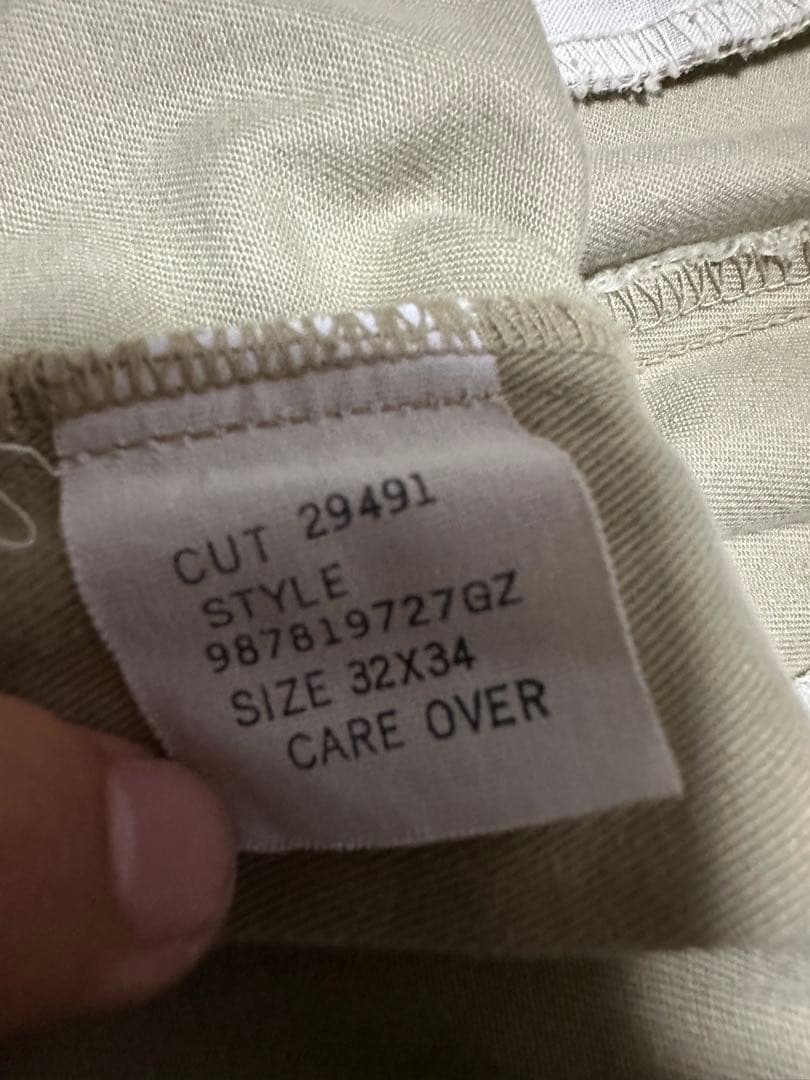 CUT 29491
STYLE
987819727GZ
SIZE 32X34
CARE OVER